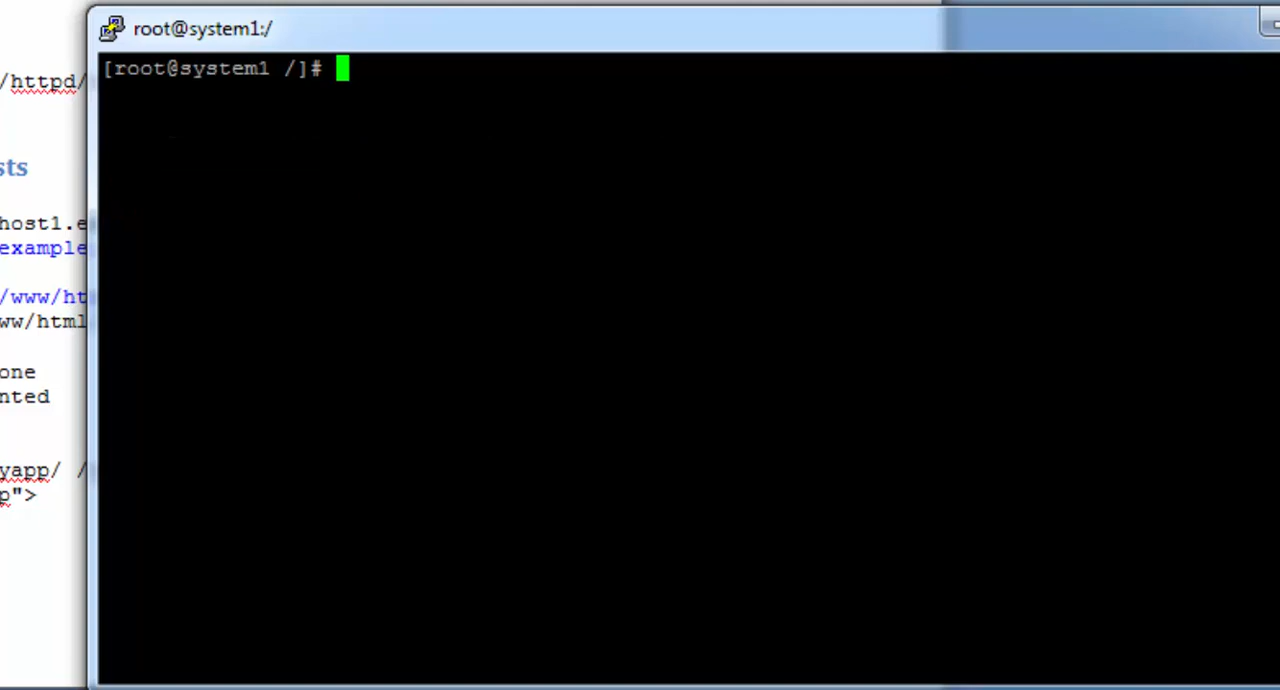 root@system1:/
[root@system1 /]#
/httpd/
sts
host1.e
example
/www/ht
ww/html
one
nted
yapp/ /
p">